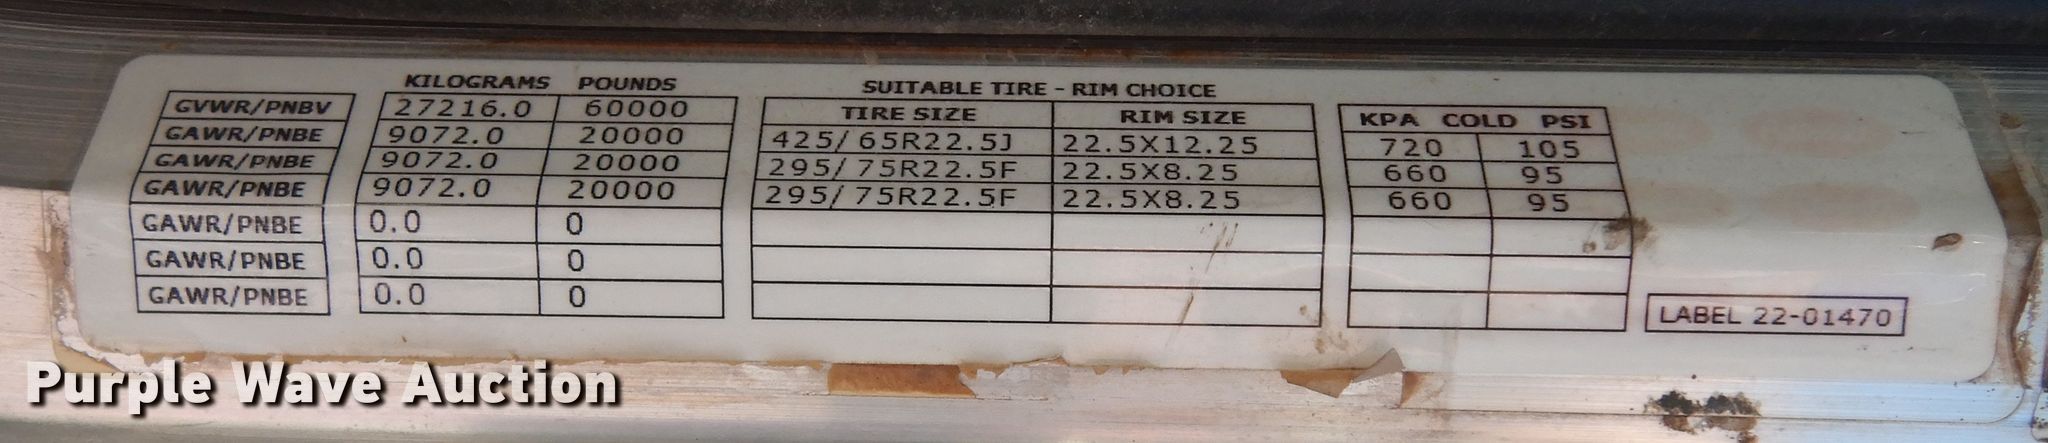 KILOGRAMS POUNDS SUITABLE TIRE - RIM CHOICE
GVWR/PNBV 27216.0 60000 TIRE SIZE RIM SIZE KPA COLD PSI
GAWR/PNBE 9072.0 20000 425/65R22.5J 22.5X12.25 720 105
GAWR/PNBE 9072.0 20000 295/75R22.5F 22.5X8.25 660 95
GAWR/PNBE 9072.0 20000 295/75R22.5F 22.5X8.25 660 95
GAWR/PNBE 0.0 0
GAWR/PNBE 0.0 0
GAWR/PNBE 0.0 0
LABEL 22-01470
Purple Wave Auction